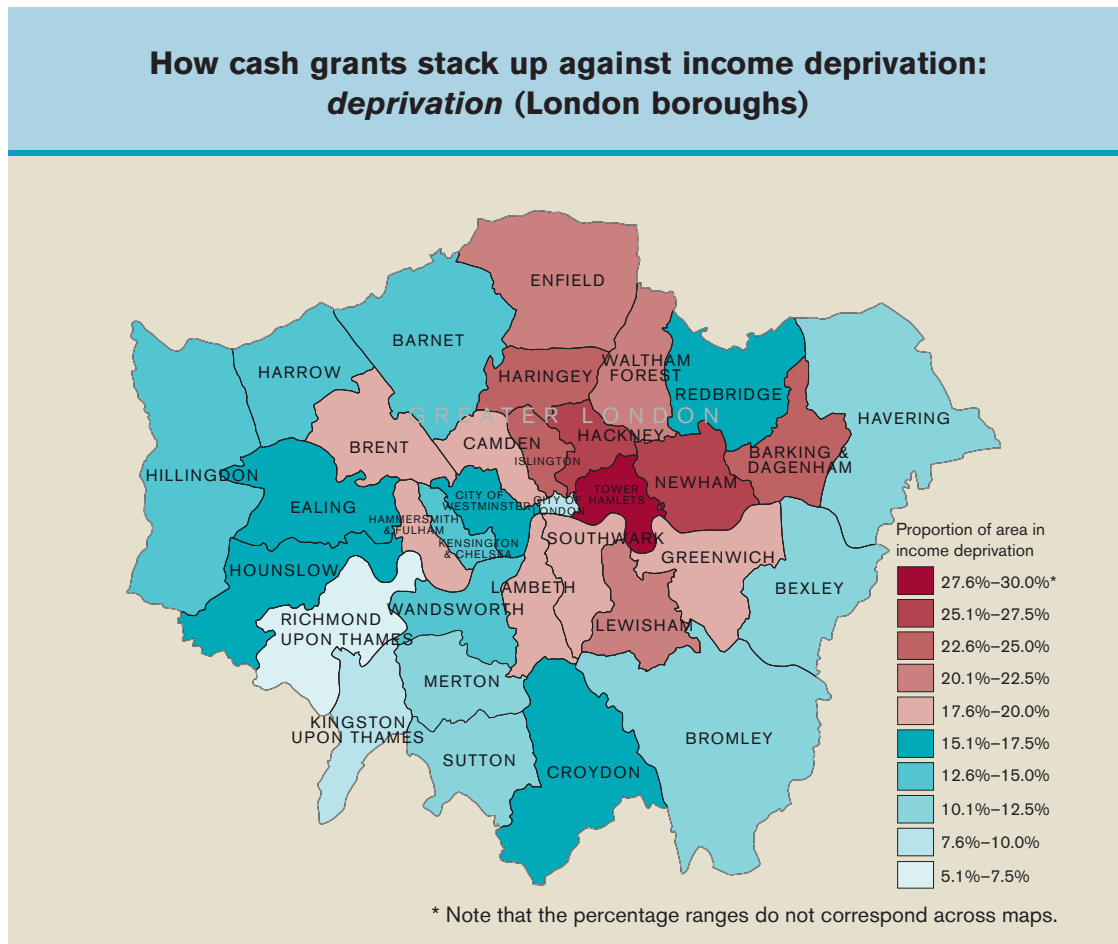 How cash grants stack up against income deprivation:
deprivation (London boroughs)
ENFIELD
BARNET
WALTHAM
FOREST
HARROW
HARINGEY
REDBRIDGE
GREATER LONDON
HAVERING
HACKNEY
CAMDEN
BRENT
ISLINGTON
BARKING &
DAGENHAM
HILLINGDON
NEWHAM
TOWER
HAMLETS
CITY OF
WESTMINSTER
CITY OF
LONDON
EALING
HAMMERSMITH
& FULHAM
KENSINGTON
& CHELSEA
SOUTHWARK
GREENWICH
HOUNSLOW
LAMBETH
BEXLEY
WANDSWORTH
RICHMOND
UPON THAMES
LEWISHAM
MERTON
KINGSTON
UPON THAMES
SUTTON
CROYDON
BROMLEY
Proportion of area in
income deprivation
27.6%–30.0%*
25.1%–27.5%
22.6%–25.0%
20.1%–22.5%
17.6%–20.0%
15.1%–17.5%
12.6%–15.0%
10.1%–12.5%
7.6%–10.0%
5.1%–7.5%
* Note that the percentage ranges do not correspond across maps.